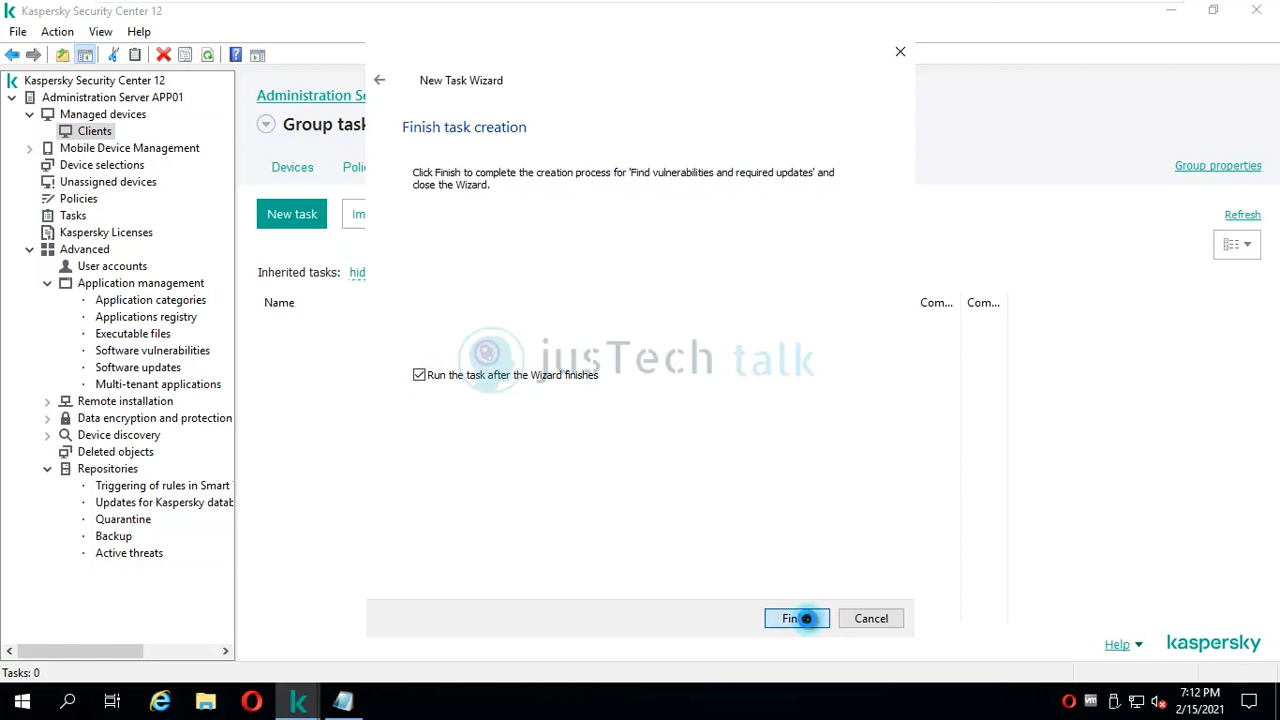 Kaspersky Security Center 12
File Action View Help
Kaspersky Security Center 12
Administration Server APP01
Managed devices
Clients
Mobile Device Management
Device selections
Unassigned devices
Policies
Tasks
Kaspersky Licenses
Advanced
User accounts
Application management
Application categories
Applications registry
Executable files
Software vulnerabilities
Software updates
Multi-tenant applications
Remote installation
Data encryption and protection
Device discovery
Deleted objects
Repositories
Triggering of rules in Smart
Updates for Kaspersky datab
Quarantine
Backup
Active threats
Tasks: 0
Administration Se
Group task
Devices Polic
New task Im
Inherited tasks: hid
Name
New Task Wizard
Finish task creation
Click Finish to complete the creation process for 'Find vulnerabilities and required updates' and
close the Wizard.
jusTech talk
Run the task after the Wizard finishes
Fin Cancel
Group properties
Refresh
Com... Com...
Help kaspersky
7:12 PM
2/15/2021